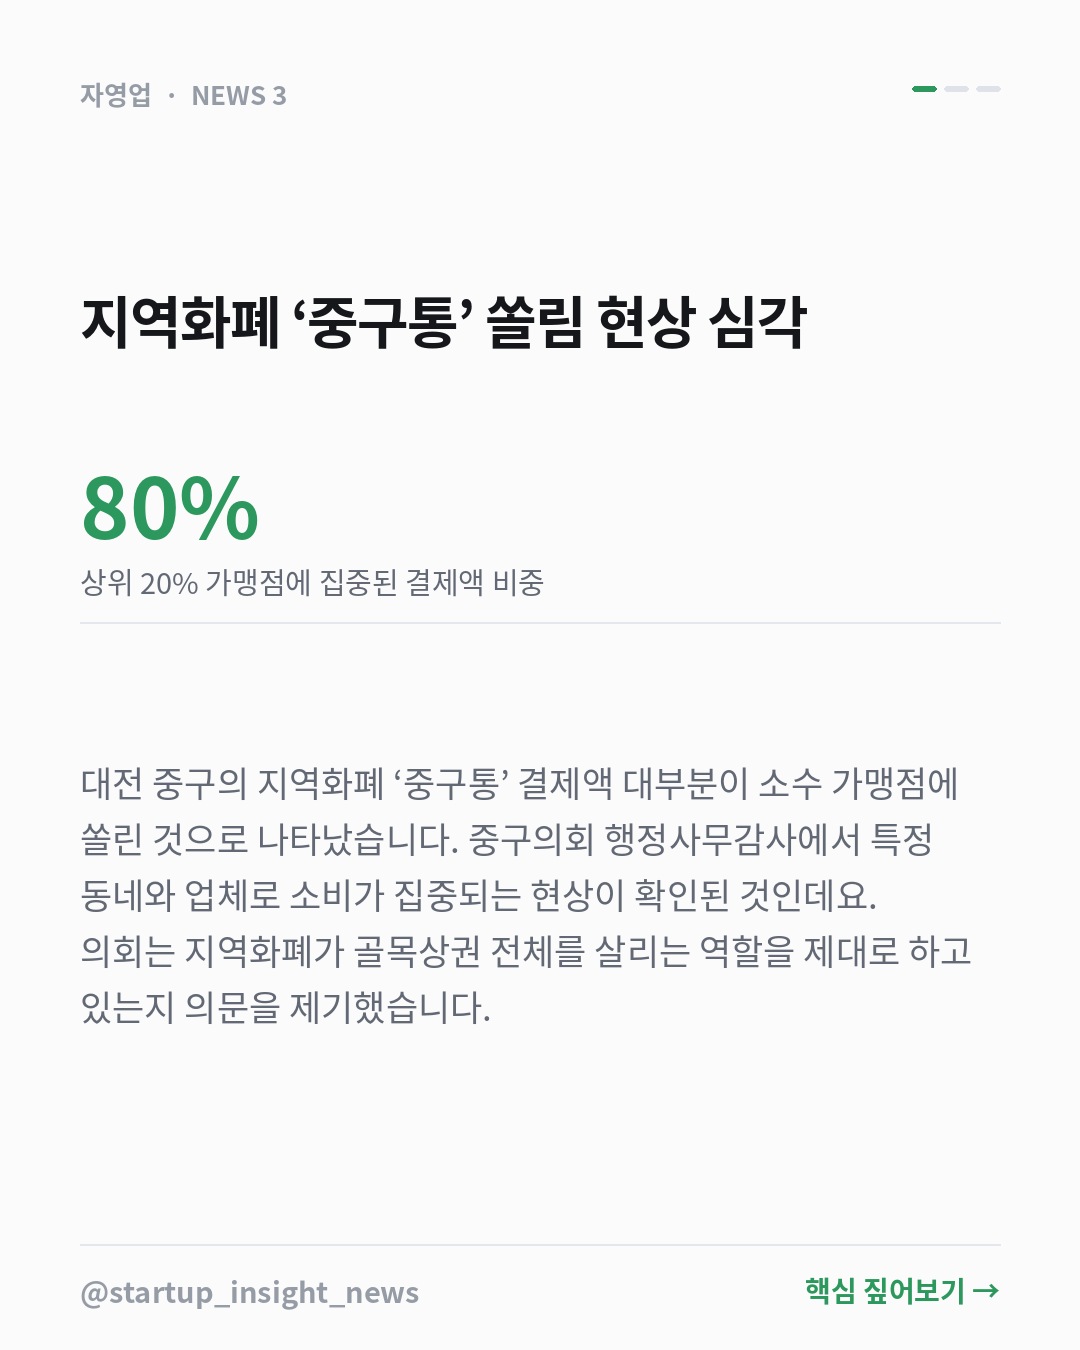 자영업 · NEWS 3
지역화폐 ‘중구통’ 쏠림 현상 심각
80%
상위 20% 가맹점에 집중된 결제액 비중
대전 중구의 지역화폐 ‘중구통’ 결제액 대부분이 소수 가맹점에
쏠린 것으로 나타났습니다. 중구의회 행정사무감사에서 특정
동네와 업체로 소비가 집중되는 현상이 확인된 것인데요.
의회는 지역화폐가 골목상권 전체를 살리는 역할을 제대로 하고
있는지 의문을 제기했습니다.
@startup_insight_news
핵심 짚어보기 →